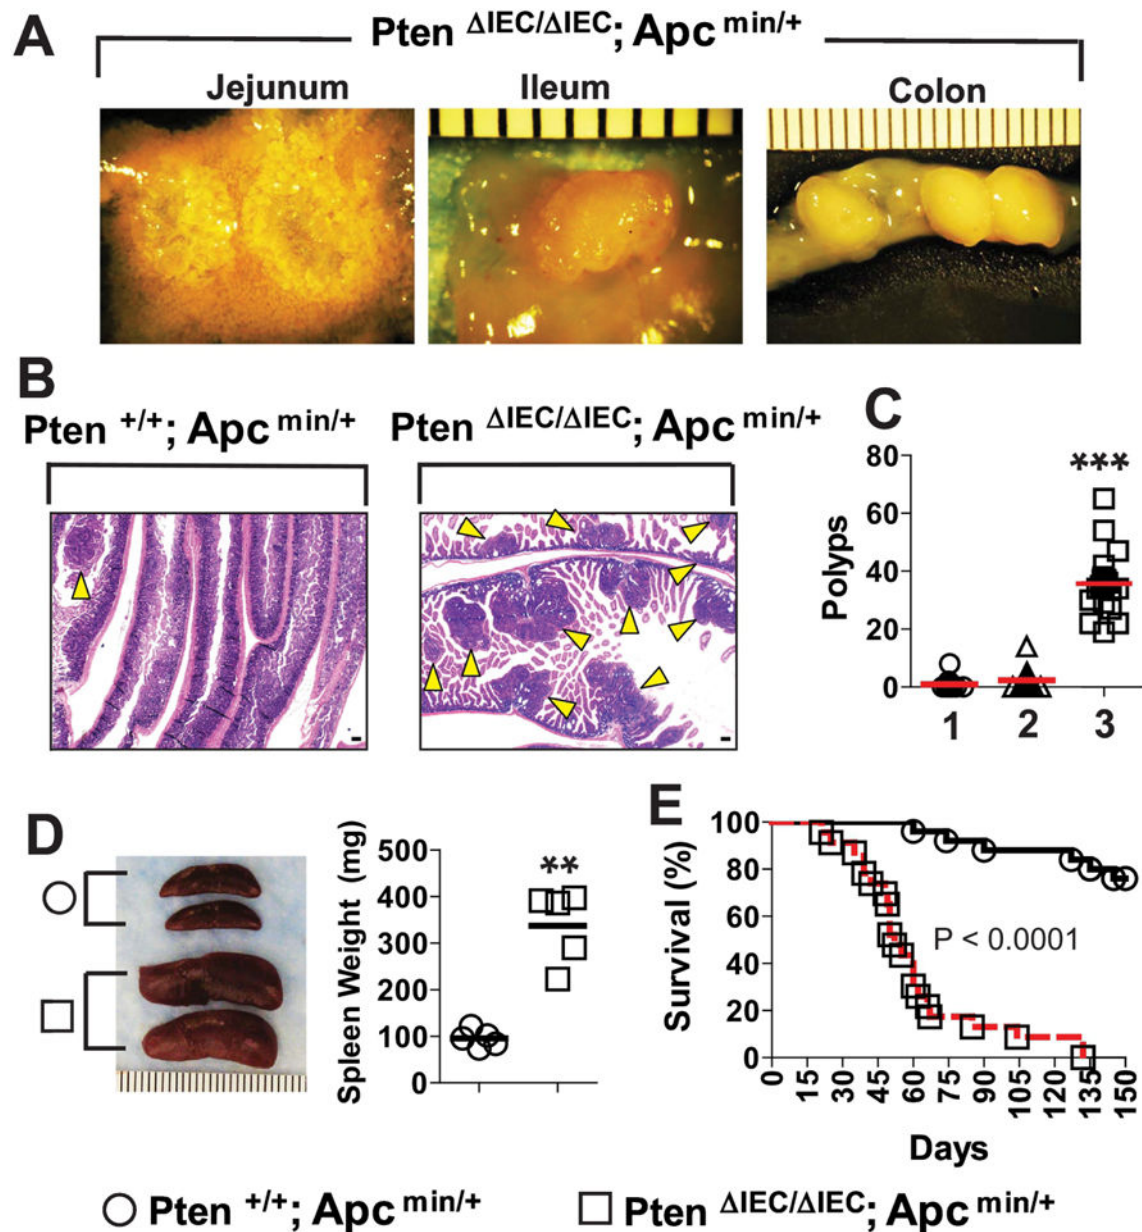 A
Pten ΔIEC/ΔIEC; Apc min/+
Jejunum
Ileum
Colon
B
Pten +/+; Apc min/+
Pten ΔIEC/ΔIEC; Apc min/+
C
Polyps
80
60
40
20
0
***
1 2 3
D
Spleen Weight (mg)
500
400
300
200
100
0
**
E
Survival (%)
100
80
60
40
20
0
P < 0.0001
0 15 30 45 60 75 90 105 120 135 150
Days
Pten +/+; Apc min/+
Pten ΔIEC/ΔIEC; Apc min/+